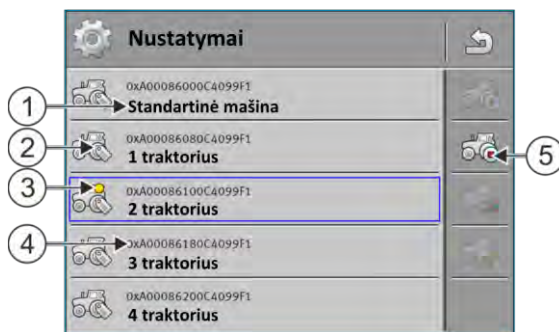 Nustatymai
0xA00086000C4099F1
1
Standartinė mašina
0xA00086080C4099F1
2
1 traktorius
5
3
0xA00086100C4099F1
2 traktorius
4
0xA00086180C4099F1
3 traktorius
0xA00086200C4099F1
4 traktorius